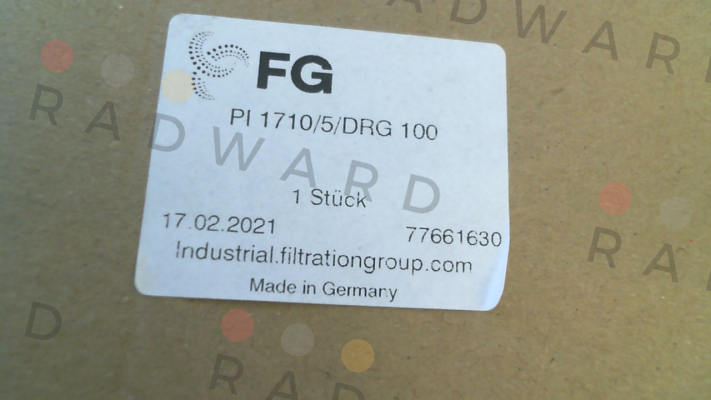 FG
PI 1710/5/DRG 100
1 Stück
17.02.2021 77661630
Industrial.filtrationgroup.com
Made in Germany
RADWARD
RADWARD
RA
D
RADWARD